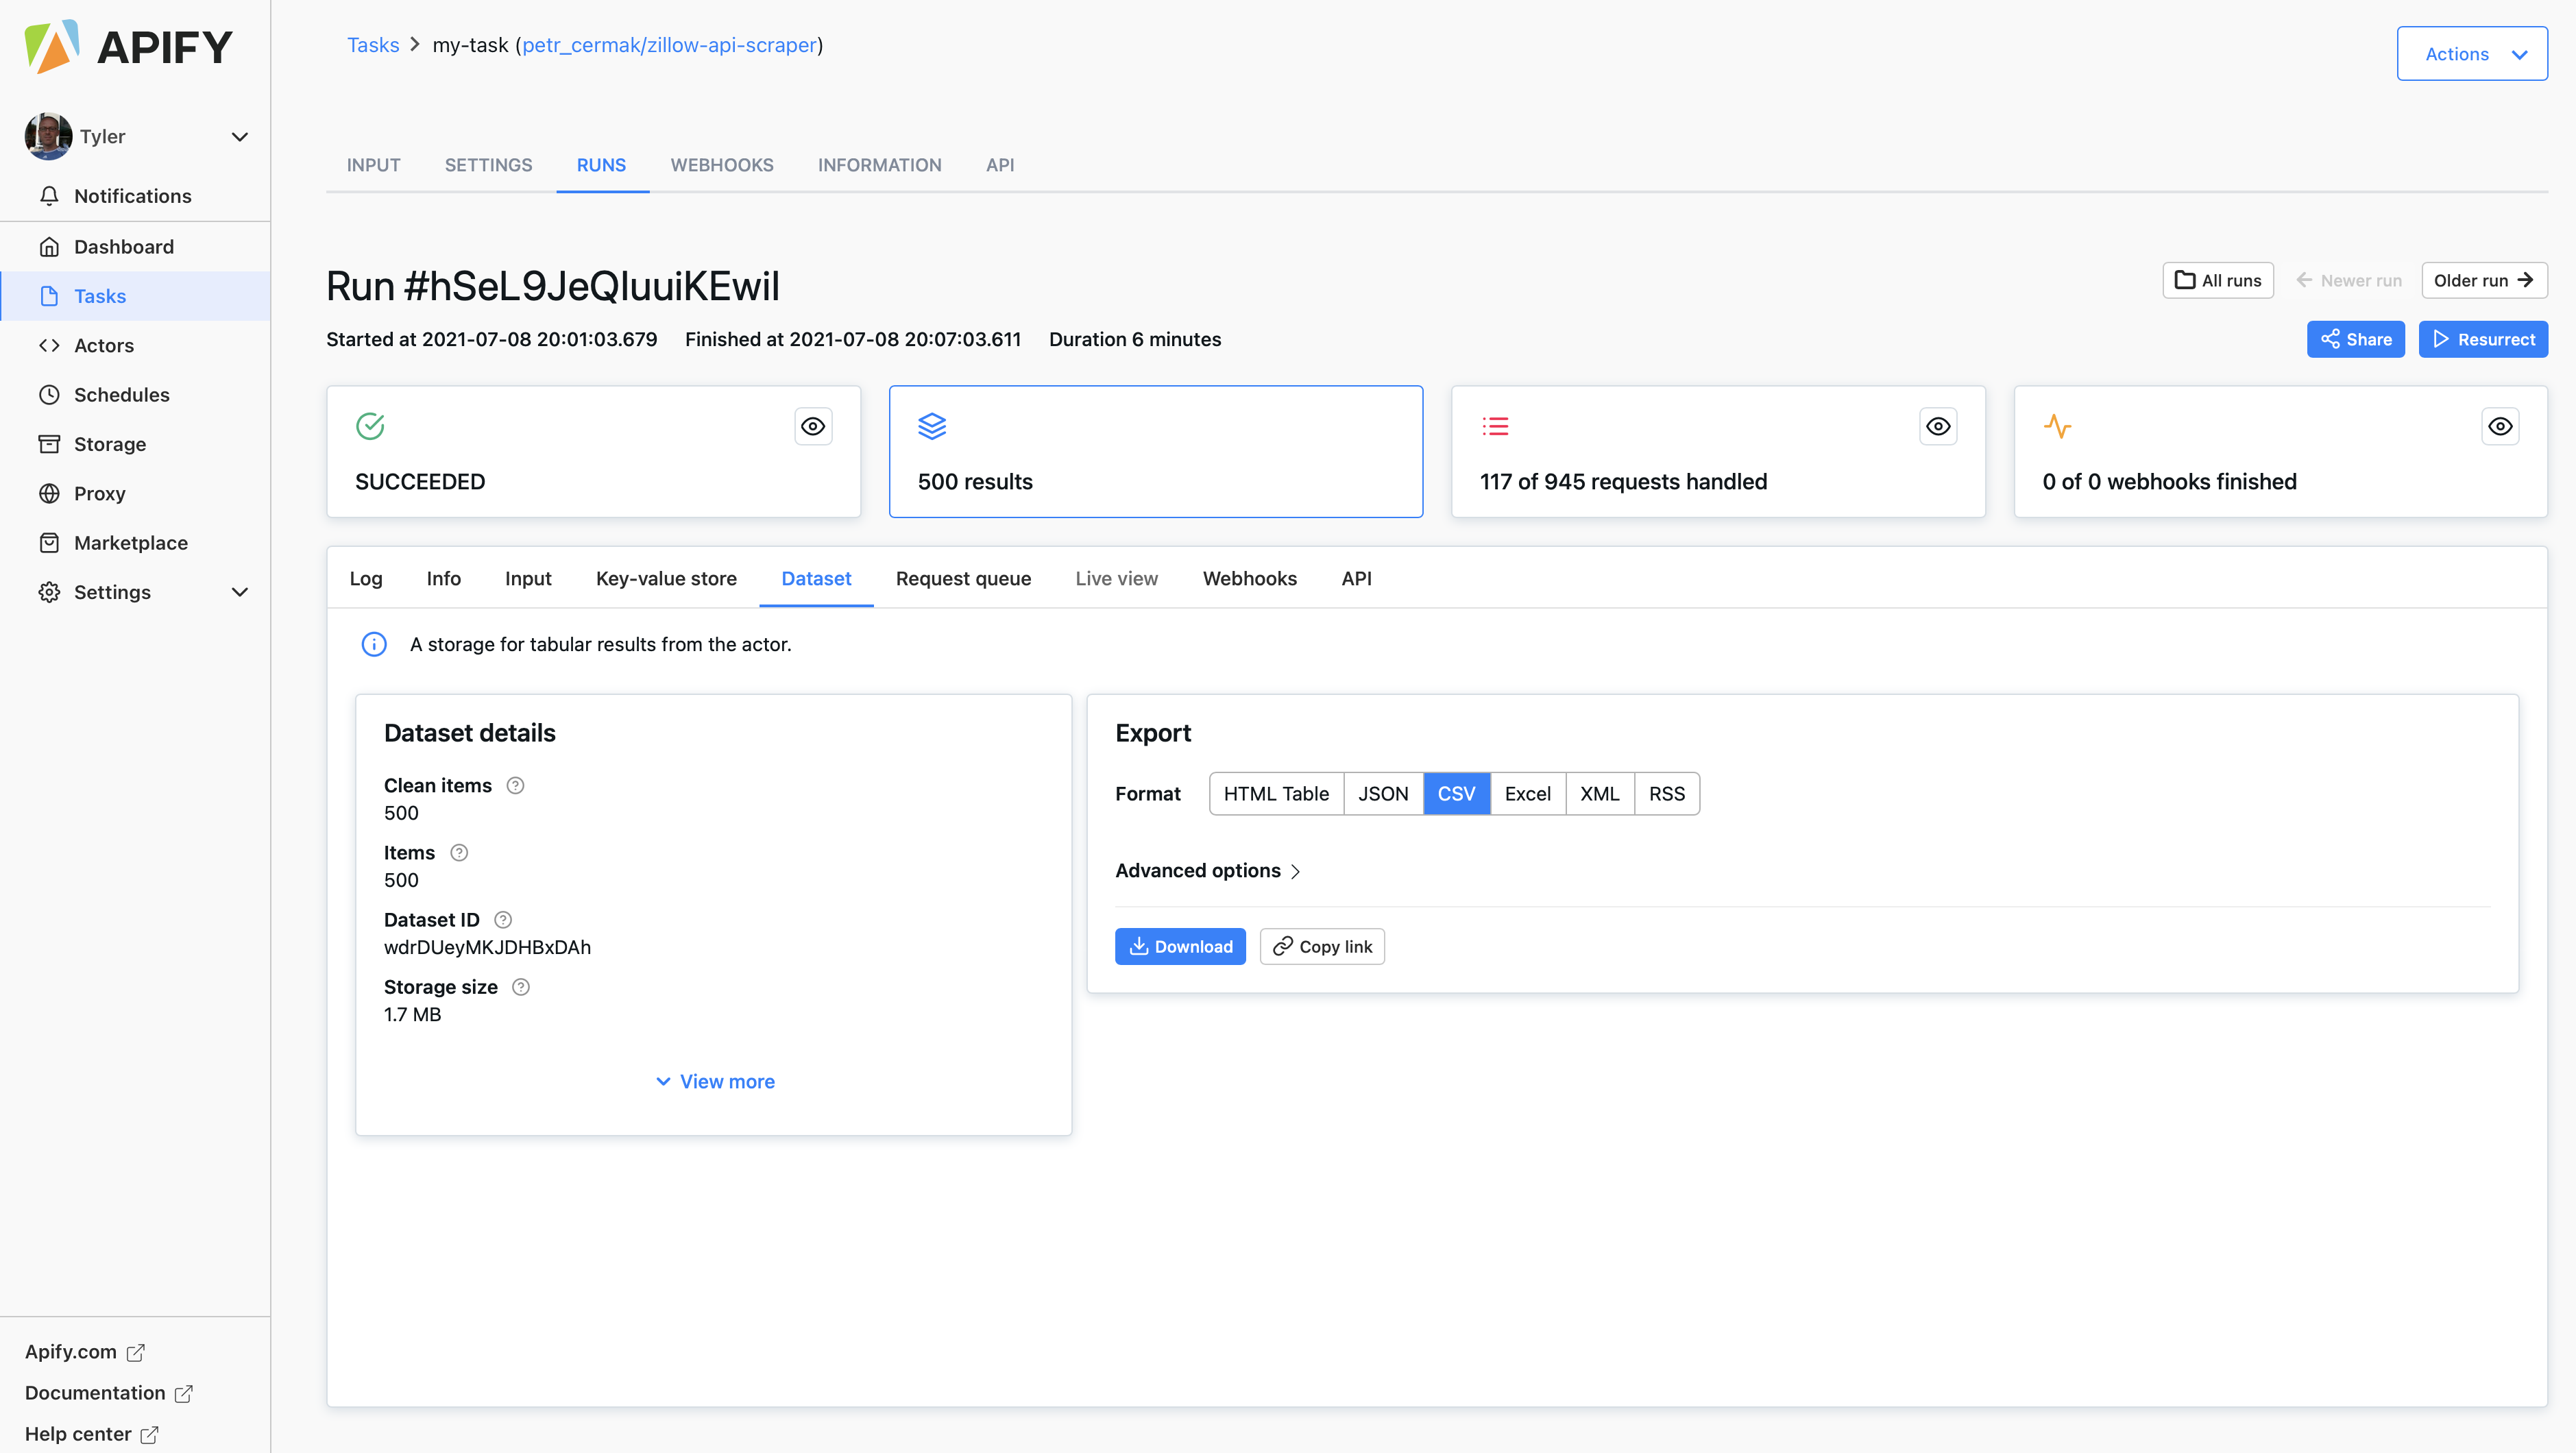 APIFY
Tyler
Notifications
Dashboard
Tasks
Actors
Schedules
Storage
Proxy
Marketplace
Settings
Apify.com
Documentation
Help center
Tasks > my-task (petr_cermak/zillow-api-scraper)
Actions
INPUT SETTINGS RUNS WEBHOOKS INFORMATION API
Run #hSeL9JeQIuuiKEwil
All runs Newer run Older run
Started at 2021-07-08 20:01:03.679 Finished at 2021-07-08 20:07:03.611 Duration 6 minutes
Share Resurrect
SUCCEEDED
500 results
117 of 945 requests handled
0 of 0 webhooks finished
Log Info Input Key-value store Dataset Request queue Live view Webhooks API
A storage for tabular results from the actor.
Dataset details
Clean items
500
Items
500
Dataset ID
wdrDUeyMKJDHBxDAh
Storage size
1.7 MB
View more
Export
Format HTML Table JSON CSV Excel XML RSS
Advanced options
Download Copy link